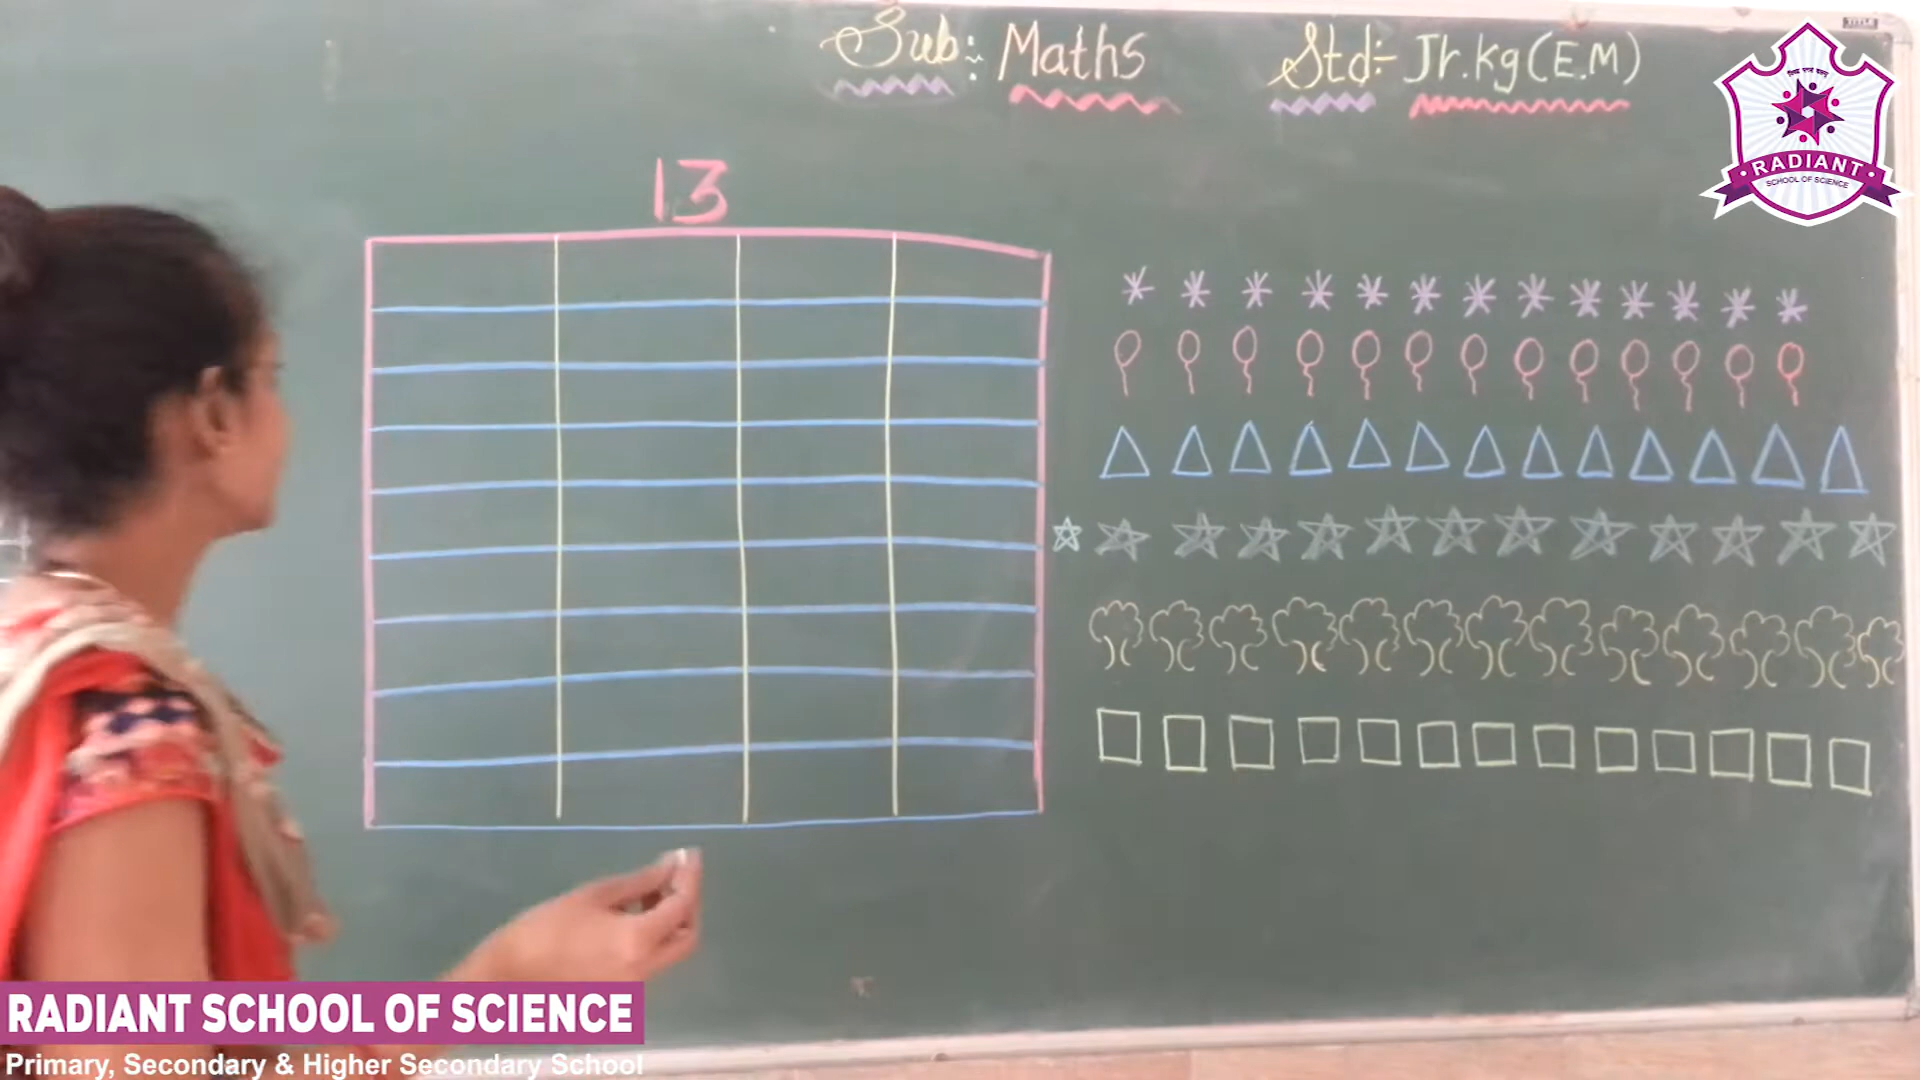 Sub:- Maths Std:- Jr.kg(E.M)
TITLE
RADIANT
SCHOOL OF SCIENCE
13
RADIANT SCHOOL OF SCIENCE
Primary, Secondary & Higher Secondary School